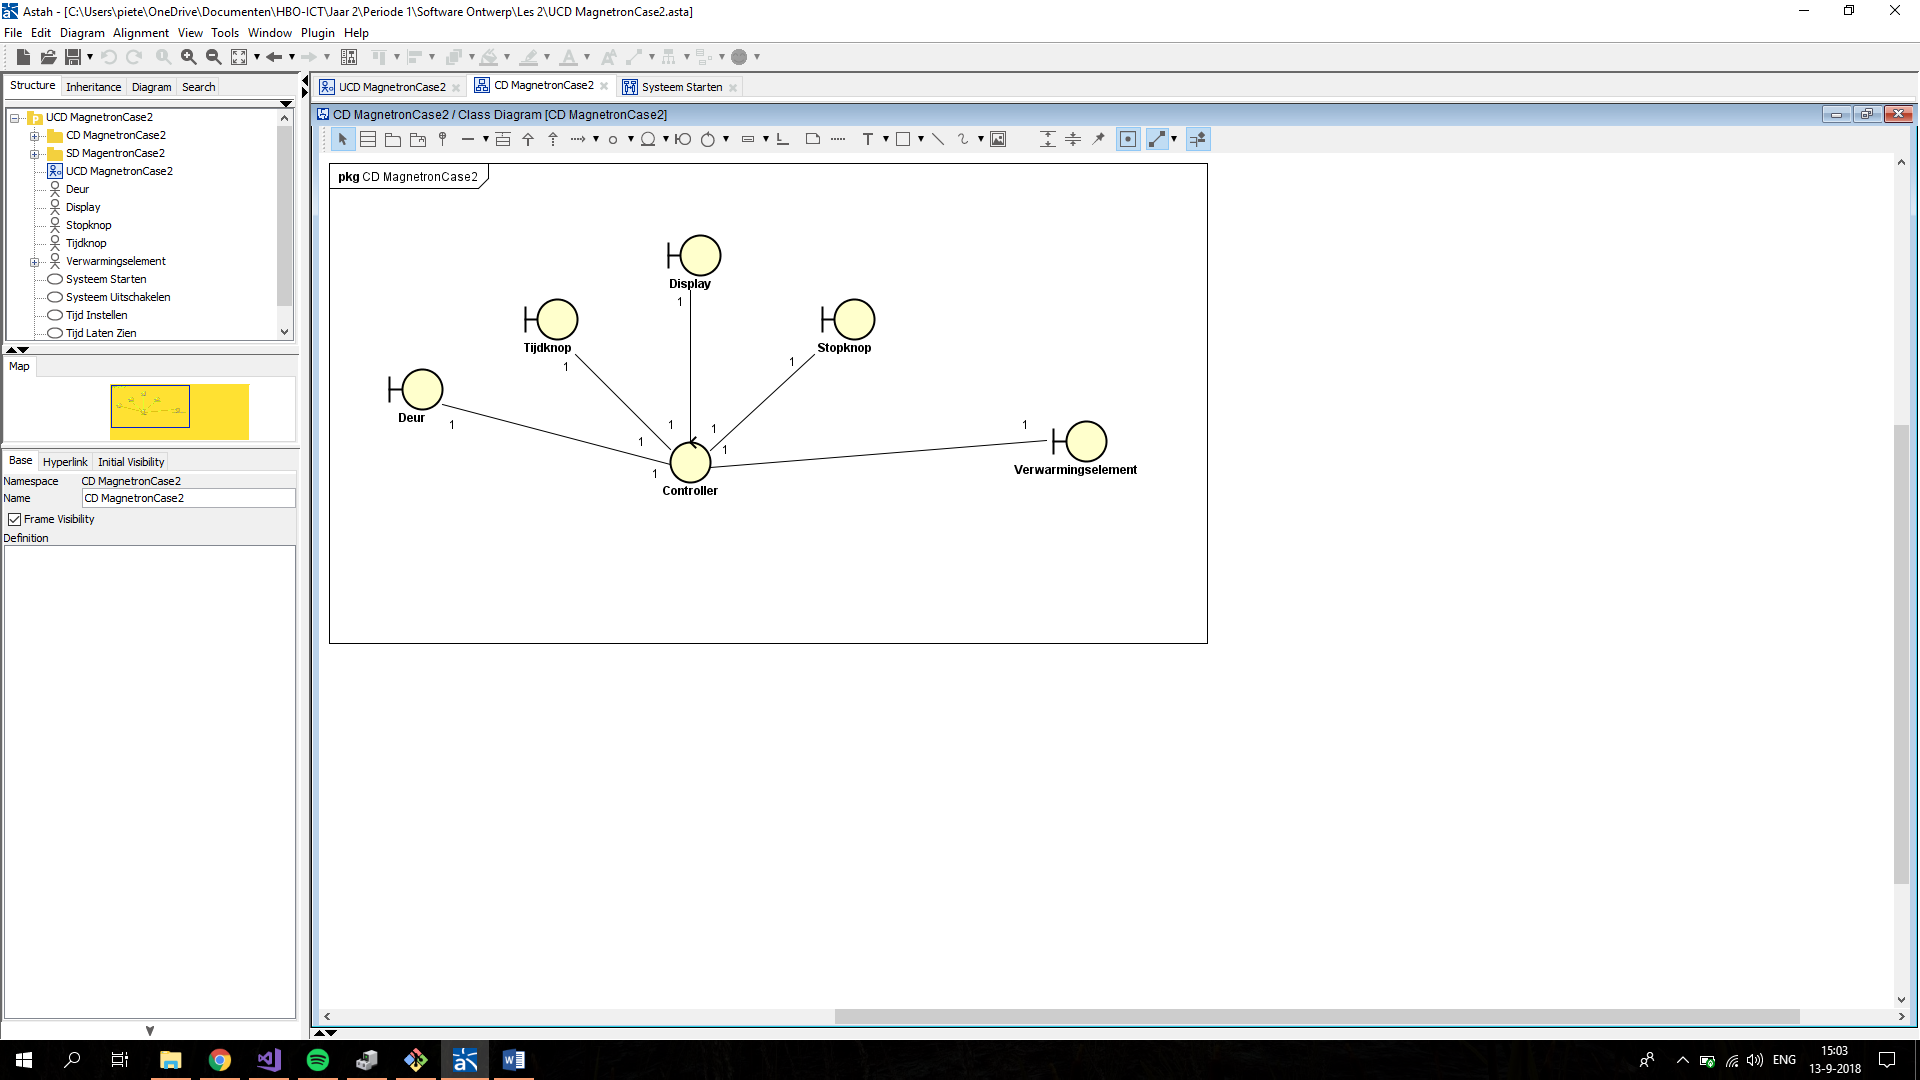 Astah - [C:\Users\piete\OneDrive\Documenten\HBO-ICT\Jaar 2\Periode 1\Software Ontwerp\Les 2\UCD MagnetronCase2.asta]
File Edit Diagram Alignment View Tools Window Plugin Help
Structure Inheritance Diagram Search
UCD MagnetronCase2
CD MagnetronCase2
SD MagentronCase2
UCD MagnetronCase2
Deur
Display
Stopknop
Tijdknop
Verwarmingselement
Systeem Starten
Systeem Uitschakelen
Tijd Instellen
Tijd Laten Zien
Map
Base Hyperlink Initial Visibility
Namespace CD MagnetronCase2
Name CD MagnetronCase2
Frame Visibility
Definition
UCD MagnetronCase2 CD MagnetronCase2 Systeem Starten
CD MagnetronCase2 / Class Diagram [CD MagnetronCase2]
pkg CD MagnetronCase2
Display
1
Tijdknop
1
Stopknop
1
Deur
1
1
1
1
1
1
1
Controller
Verwarmingselement
ENG
15:03
13-9-2018